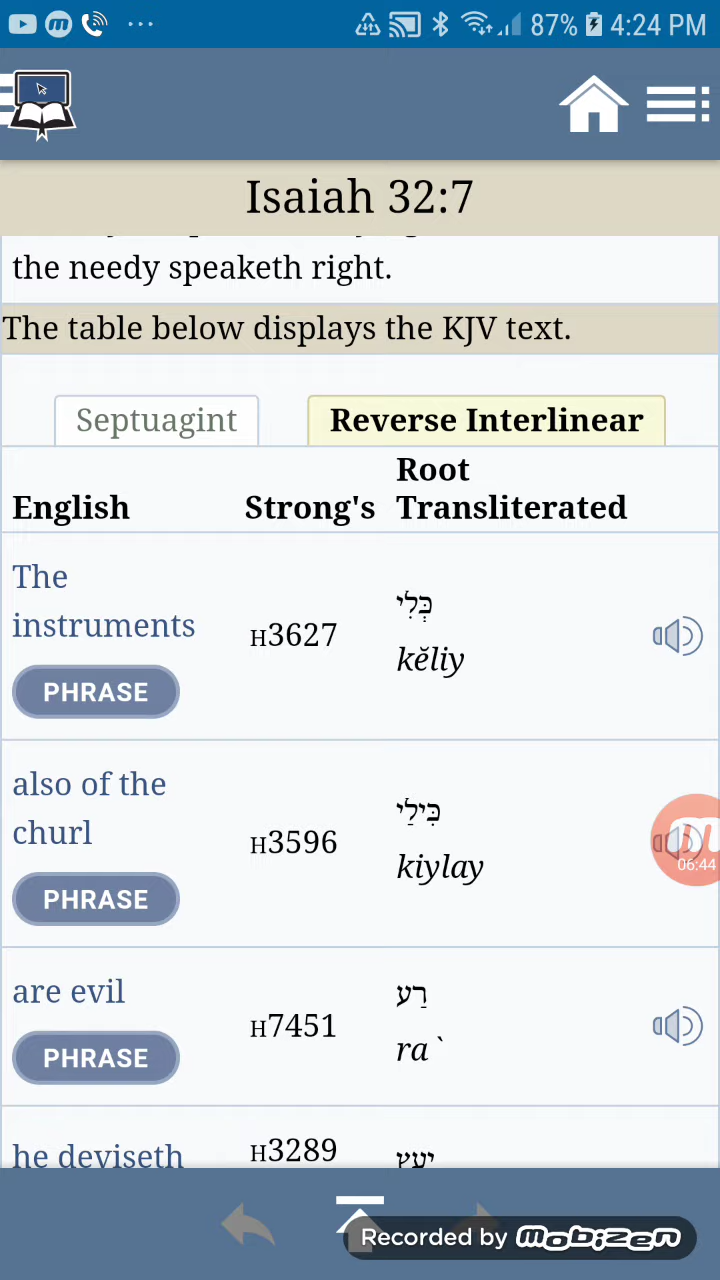 87% 4:24 PM
Isaiah 32:7
the needy speaketh right.
The table below displays the KJV text.
Septuagint Reverse Interlinear
English Strong's Root Transliterated
The instruments
H3627
כְּלִי
kĕliy
PHRASE
also of the churl
H3596
כִּילַי
kiylay
06:44
PHRASE
are evil
H7451
רַע
ra`
PHRASE
he deviseth H3289 יעץ
Recorded by mobizen